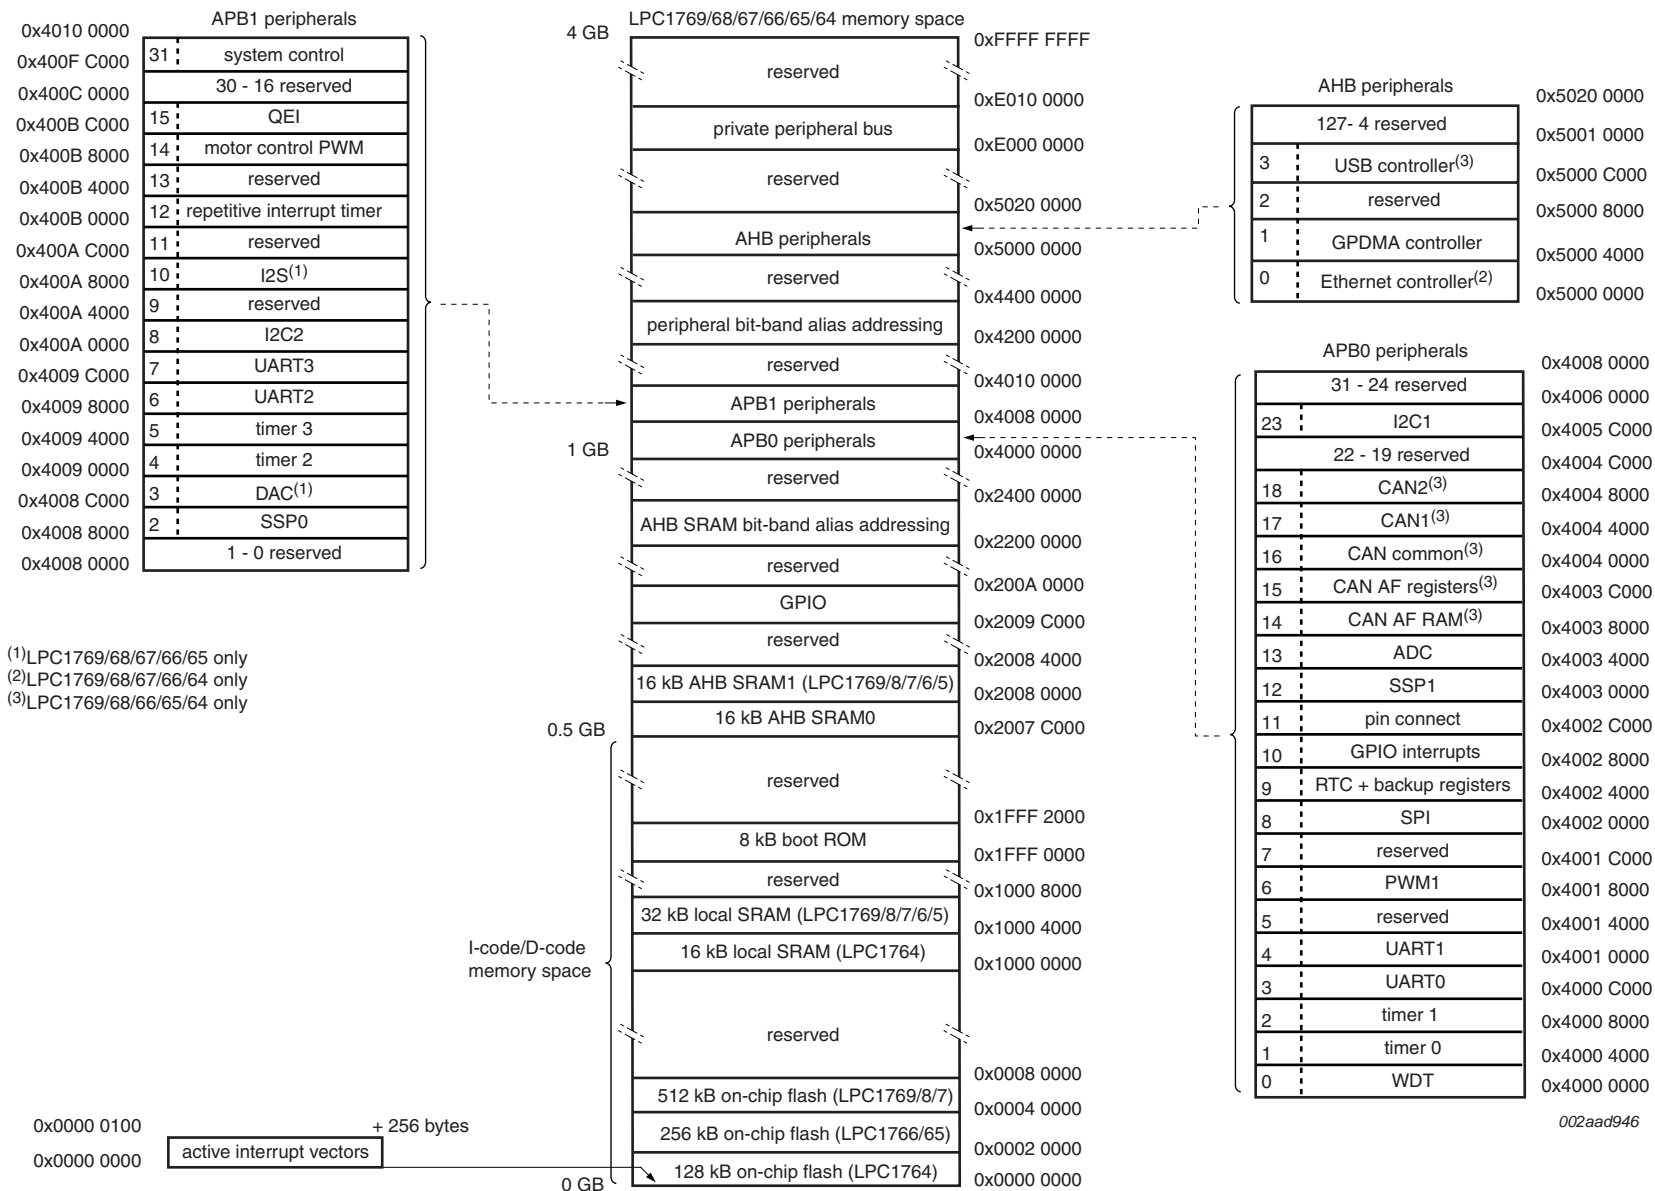 APB1 peripherals
0x4010 0000
31 system control
0x400F C000
30 - 16 reserved
0x400C 0000
15 QEI
0x400B C000
14 motor control PWM
0x400B 8000
13 reserved
0x400B 4000
12 repetitive interrupt timer
0x400B 0000
11 reserved
0x400A C000
10 I2S(1)
0x400A 8000
9 reserved
0x400A 4000
8 I2C2
0x400A 0000
7 UART3
0x4009 C000
6 UART2
0x4009 8000
5 timer 3
0x4009 4000
4 timer 2
0x4009 0000
3 DAC(1)
0x4008 C000
2 SSP0
0x4008 8000
1 - 0 reserved
0x4008 0000
(1)LPC1769/68/67/66/65 only
(2)LPC1769/68/67/66/64 only
(3)LPC1769/68/66/65/64 only
0x0000 0100
+ 256 bytes
active interrupt vectors
0x0000 0000
LPC1769/68/67/66/65/64 memory space
4 GB
0xFFFF FFFF
reserved
0xE010 0000
private peripheral bus
0xE000 0000
reserved
0x5020 0000
AHB peripherals
0x5000 0000
reserved
0x4400 0000
peripheral bit-band alias addressing
0x4200 0000
reserved
0x4010 0000
APB1 peripherals
0x4008 0000
APB0 peripherals
1 GB
0x4000 0000
reserved
0x2400 0000
AHB SRAM bit-band alias addressing
0x2200 0000
reserved
0x200A 0000
GPIO
0x2009 C000
reserved
0x2008 4000
16 kB AHB SRAM1 (LPC1769/8/7/6/5)
0x2008 0000
16 kB AHB SRAM0
0.5 GB
0x2007 C000
reserved
0x1FFF 2000
8 kB boot ROM
0x1FFF 0000
reserved
0x1000 8000
32 kB local SRAM (LPC1769/8/7/6/5)
0x1000 4000
I-code/D-code
memory space
16 kB local SRAM (LPC1764)
0x1000 0000
reserved
0x0008 0000
512 kB on-chip flash (LPC1769/8/7)
0x0004 0000
256 kB on-chip flash (LPC1766/65)
0x0002 0000
128 kB on-chip flash (LPC1764)
0 GB
0x0000 0000
AHB peripherals
0x5020 0000
127- 4 reserved
0x5001 0000
3 USB controller(3)
0x5000 C000
2 reserved
0x5000 8000
1 GPDMA controller
0x5000 4000
0 Ethernet controller(2)
0x5000 0000
APB0 peripherals
0x4008 0000
31 - 24 reserved
0x4006 0000
23 I2C1
0x4005 C000
22 - 19 reserved
0x4004 C000
18 CAN2(3)
0x4004 8000
17 CAN1(3)
0x4004 4000
16 CAN common(3)
0x4004 0000
15 CAN AF registers(3)
0x4003 C000
14 CAN AF RAM(3)
0x4003 8000
13 ADC
0x4003 4000
12 SSP1
0x4003 0000
11 pin connect
0x4002 C000
10 GPIO interrupts
0x4002 8000
9 RTC + backup registers
0x4002 4000
8 SPI
0x4002 0000
7 reserved
0x4001 C000
6 PWM1
0x4001 8000
5 reserved
0x4001 4000
4 UART1
0x4001 0000
3 UART0
0x4000 C000
2 timer 1
0x4000 8000
1 timer 0
0x4000 4000
0 WDT
0x4000 0000
002aad946